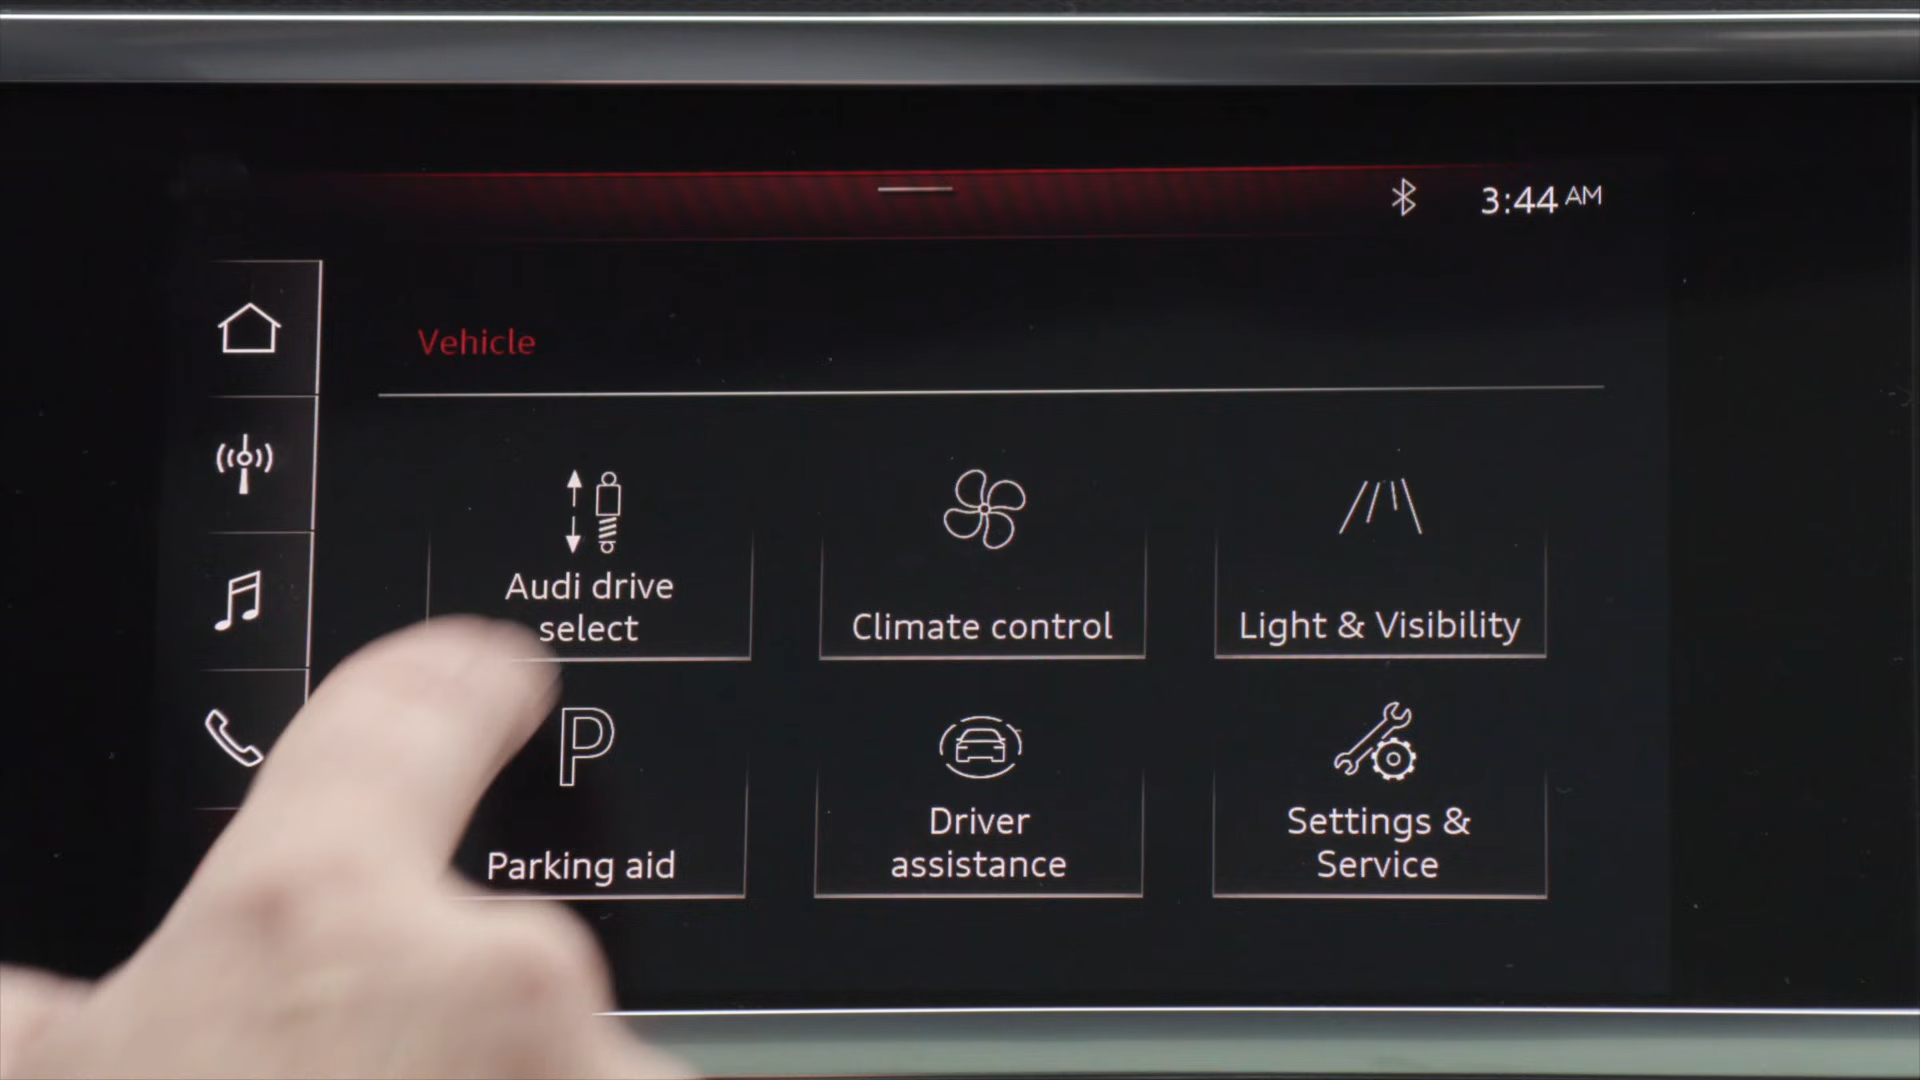 3:44 AM
Vehicle
Audi drive
select
Climate control
Light & Visibility
P
Parking aid
Driver
assistance
Settings &
Service